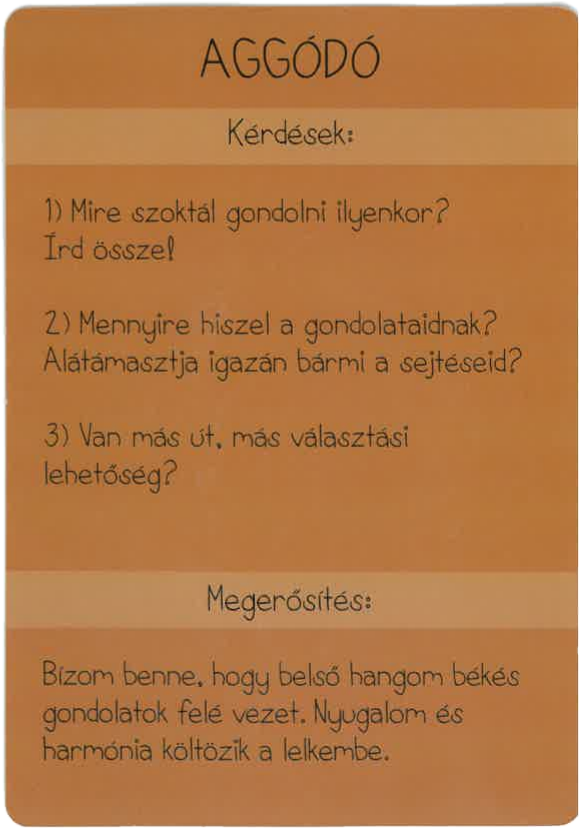 AGGÓDÓ
Kérdések:
1) Mire szoktál gondolni ilyenkor?
Írd össze!
2) Mennyire hiszel a gondolataidnak?
Alátámasztja igazán bármi a sejtéseid?
3) Van más út, más választási
lehetőség?
Megerősítés:
Bízom benne, hogy belső hangom békés
gondolatok felé vezet. Nyugalom és
harmónia költözik a lelkembe.